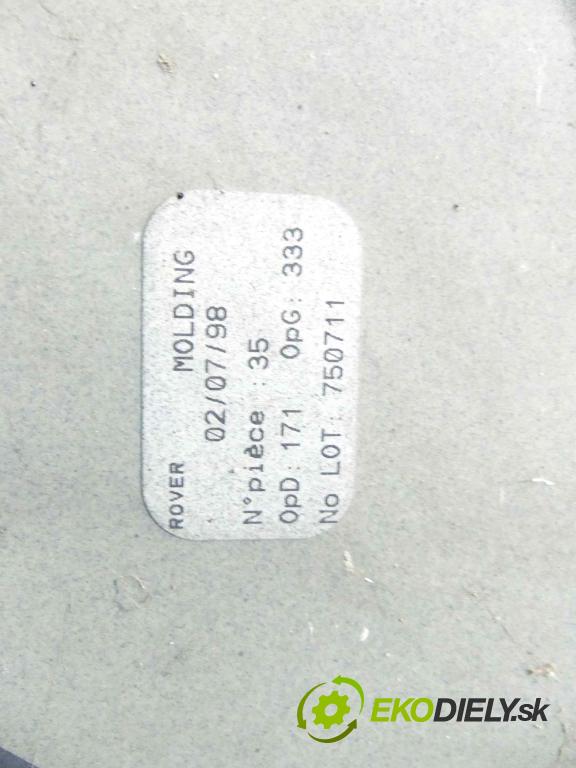 ROVER MOLDING
02/07/98
N°pièce :35
OpD: 171 OpG: 333
No LOT: 750711
EKODIELY.sk